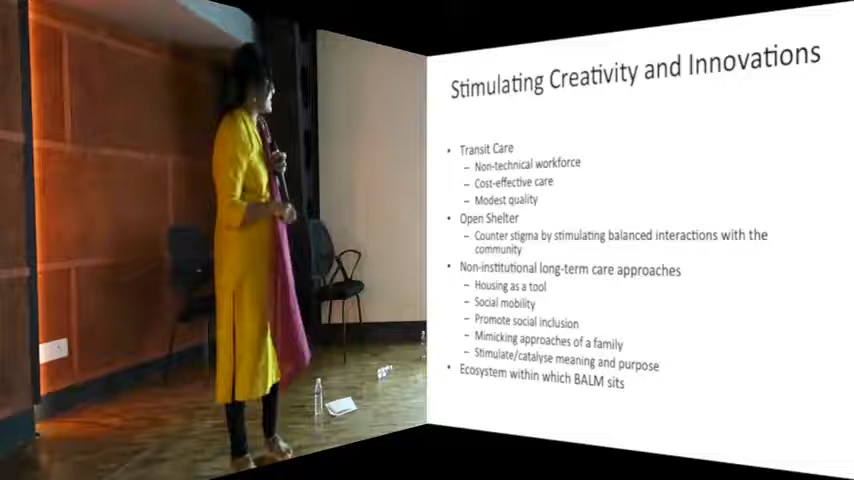 Stimulating Creativity and Innovations
• Transit Care
– Non-technical workforce
– Cost-effective care
– Modest quality
• Open Shelter
– Counter stigma by stimulating balanced interactions with the
community
• Non-institutional long-term care approaches
– Housing as a tool
– Social mobility
– Promote social inclusion
– Mimicking approaches of a family
– Stimulate/catalyse meaning and purpose
• Ecosystem within which BALM sits